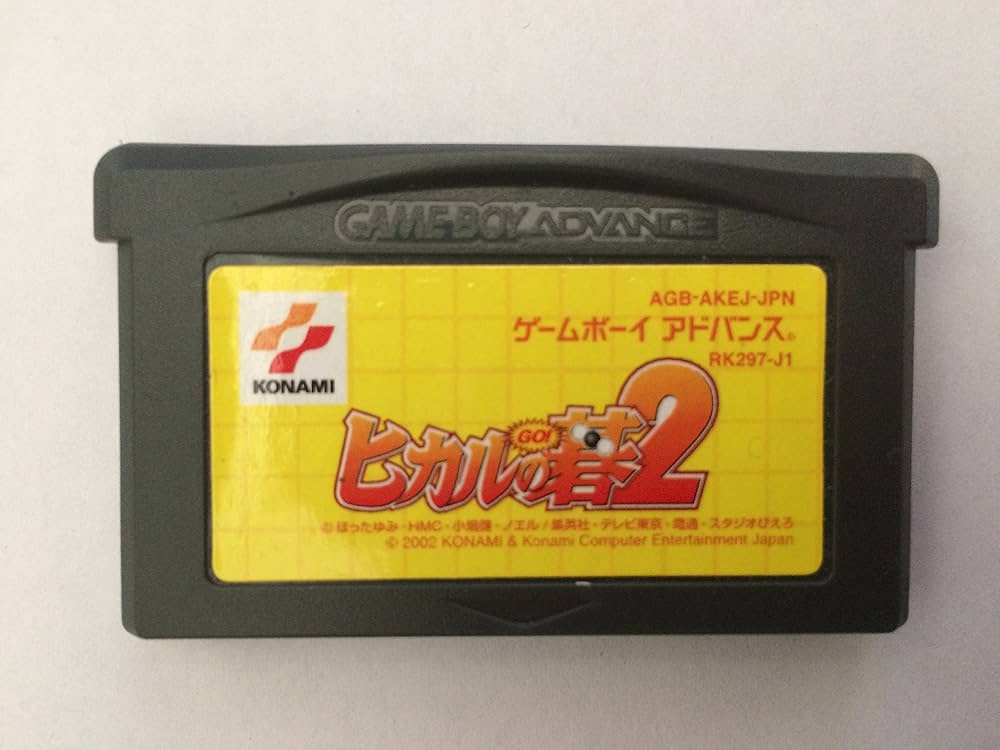 GAME BOY ADVANCE
AGB-AKEJ-JPN
ゲームボーイ アドバンス®
RK297-J1
KONAMI
GO!
ヒカルの碁2
© ほったゆみ・HMC・小畑健・ノエル/集英社・テレビ東京・電通・スタジオぴえろ
© 2002 KONAMI & Konami Computer Entertainment Japan